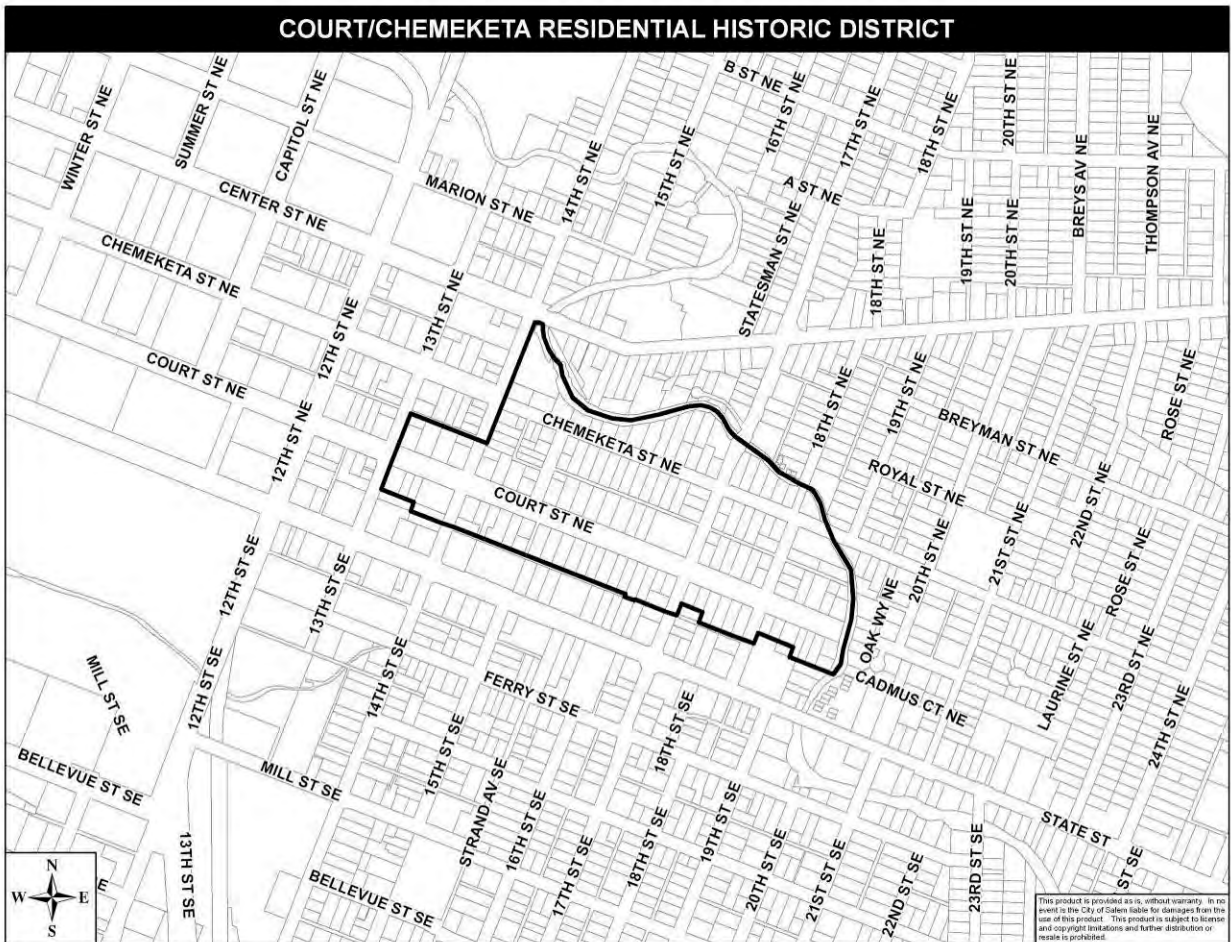 COURT/CHEMEKETA RESIDENTIAL HISTORIC DISTRICT
WINTER ST NE
SUMMER ST NE
CAPITOL ST NE
CENTER ST NE
MARION ST NE
14TH ST NE
15TH ST NE
B ST NE
16TH ST NE
17TH ST NE
18TH ST NE
20TH ST NE
BREYS AV NE
THOMPSON AV NE
A ST NE
STATESMAN ST NE
18TH ST NE
19TH ST NE
20TH ST NE
CHEMEKETA ST NE
12TH ST NE
13TH ST NE
COURT ST NE
12TH ST NE
CHEMEKETA ST NE
COURT ST NE
18TH ST NE
19TH ST NE
BREYMAN ST NE
ROSE ST NE
ROYAL ST NE
20TH ST NE
21ST ST NE
22ND ST NE
ROSE ST NE
OAK WY NE
CADMUS CT NE
LAURINE ST NE
23RD ST NE
24TH ST NE
12TH ST SE
13TH ST SE
MILL ST SE
12TH ST SE
14TH ST SE
FERRY ST SE
18TH ST SE
BELLEVUE ST SE
MILL ST SE
15TH ST SE
STRAND AV SE
16TH ST SE
17TH ST SE
18TH ST SE
19TH ST SE
20TH ST SE
21ST ST SE
22ND ST SE
23RD ST SE
STATE ST
ST SE
13TH ST SE
BELLEVUE ST SE
E
N
W E
S
This product is provided as is, without warranty. In no
event is the City of Salem liable for damages from the
use of this product. This product is subject to license
and copyright limitations and further distribution or
resale is prohibited.